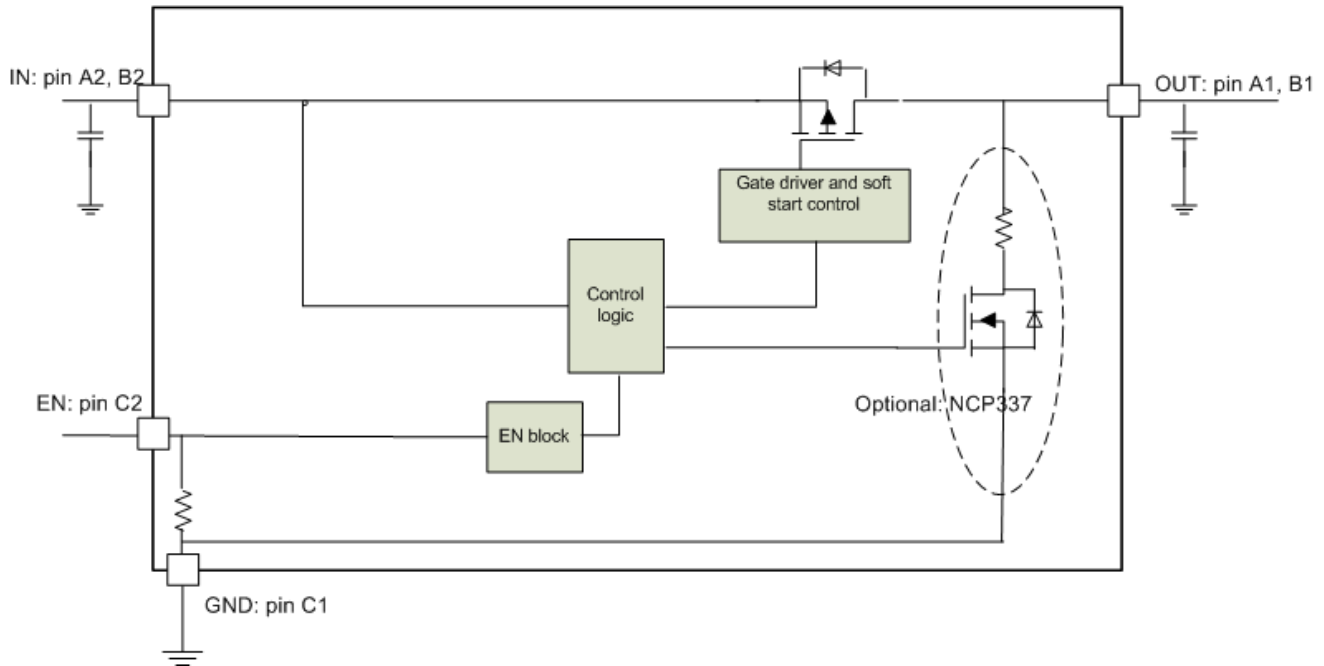 IN: pin A2, B2
OUT: pin A1, B1
Gate driver and soft
start control
Control
logic
EN: pin C2
Optional: NCP337
EN block
GND: pin C1